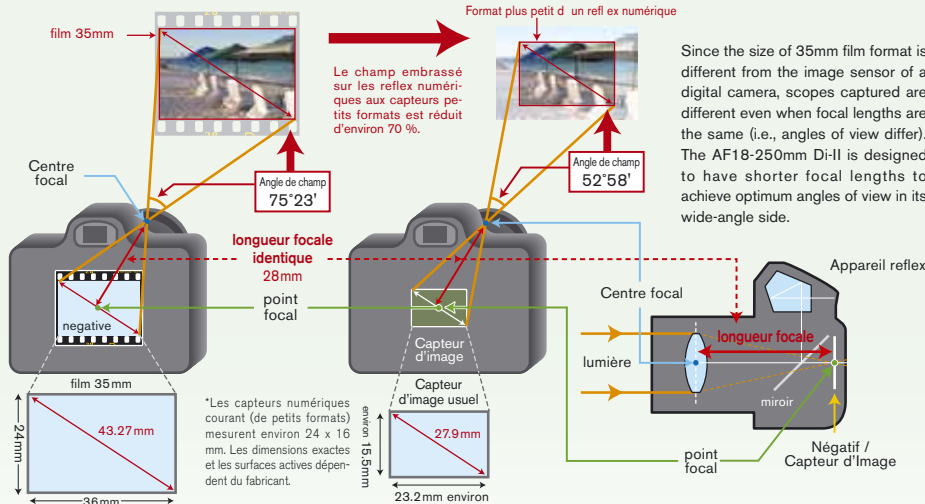 Format plus petit d un refl ex numérique
film 35mm
Le champ embrassé
sur les reflex numéri-
ques aux capteurs pe-
tits formats est réduit
d'environ 70 %.
Since the size of 35mm film format is
different from the image sensor of a
digital camera, scopes captured are
different even when focal lengths are
the same (i.e., angles of view differ).
The AF18-250mm Di-II is designed
to have shorter focal lengths to
achieve optimum angles of view in its
wide-angle side.
Centre
focal
Angle de champ
75°23'
Angle de champ
52°58'
longueur focale
identique
28mm
point
focal
negative
Capteur
d'image
Appareil reflex
Centre focal
longueur focale
lumière
miroir
point
focal
Négatif /
Capteur d'Image
film 35mm
43.27mm
24mm
36mm
*Les capteurs numériques
courant (de petits formats)
mesurent environ 24 x 16
mm. Les dimensions exactes
et les surfaces actives dépen-
dent du fabricant.
Capteur
d'image usuel
27.9mm
environ 15.5mm
23.2mm environ